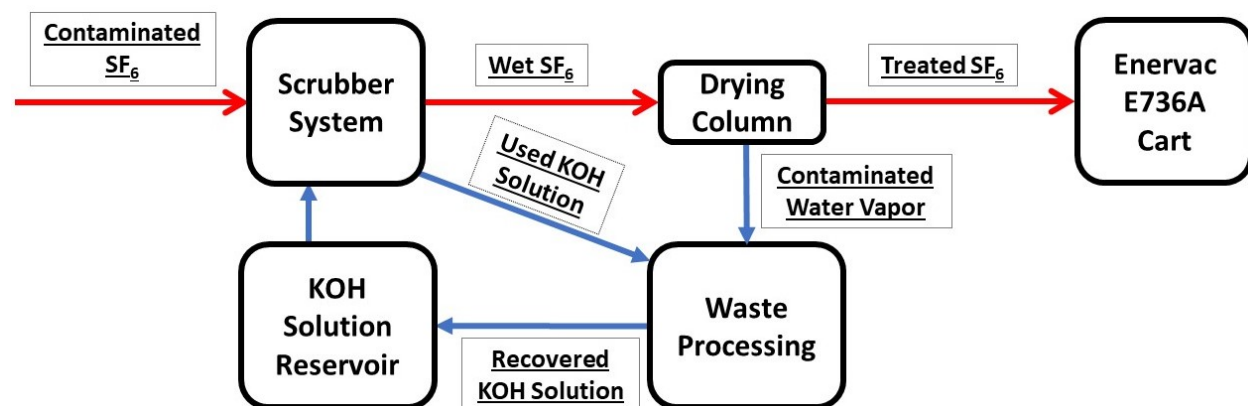 Contaminated
SF₆
Scrubber
System
Wet SF₆
Drying
Column
Treated SF₆
Enervac
E736A
Cart
Used KOH
Solution
Contaminated
Water Vapor
KOH
Solution
Reservoir
Waste
Processing
Recovered
KOH Solution